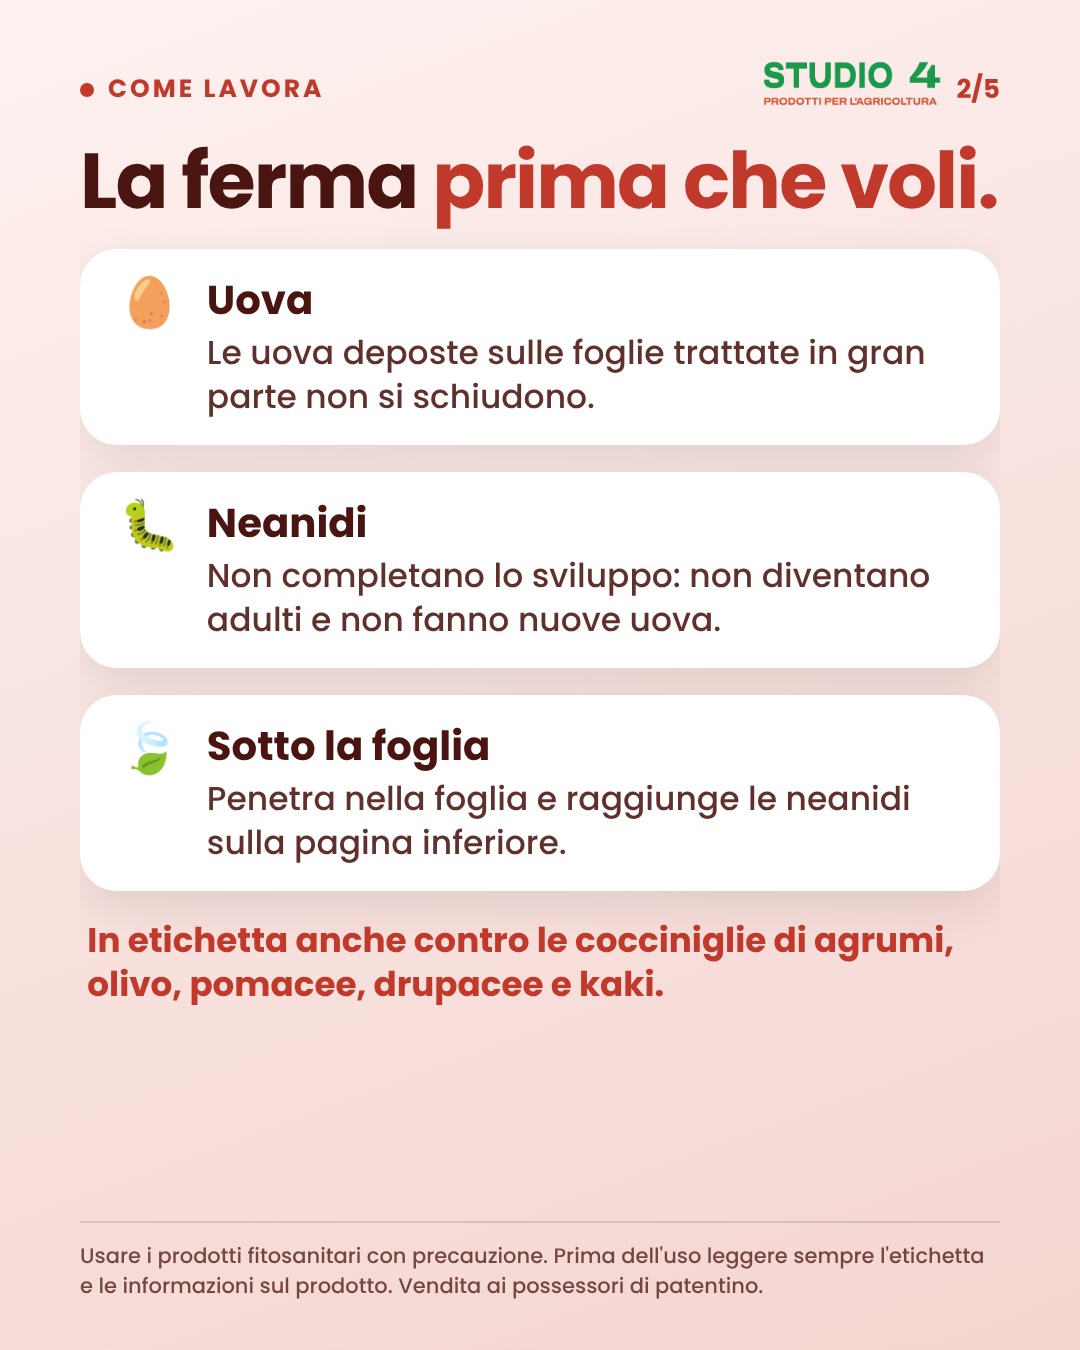 COME LAVORA
STUDIO 4
PRODOTTI PER L'AGRICOLTURA
2/5
La ferma prima che voli.
Uova
Le uova deposte sulle foglie trattate in gran
parte non si schiudono.
Neanidi
Non completano lo sviluppo: non diventano
adulti e non fanno nuove uova.
Sotto la foglia
Penetra nella foglia e raggiunge le neanidi
sulla pagina inferiore.
In etichetta anche contro le cocciniglie di agrumi,
olivo, pomacee, drupacee e kaki.
Usare i prodotti fitosanitari con precauzione. Prima dell'uso leggere sempre l'etichetta
e le informazioni sul prodotto. Vendita ai possessori di patentino.